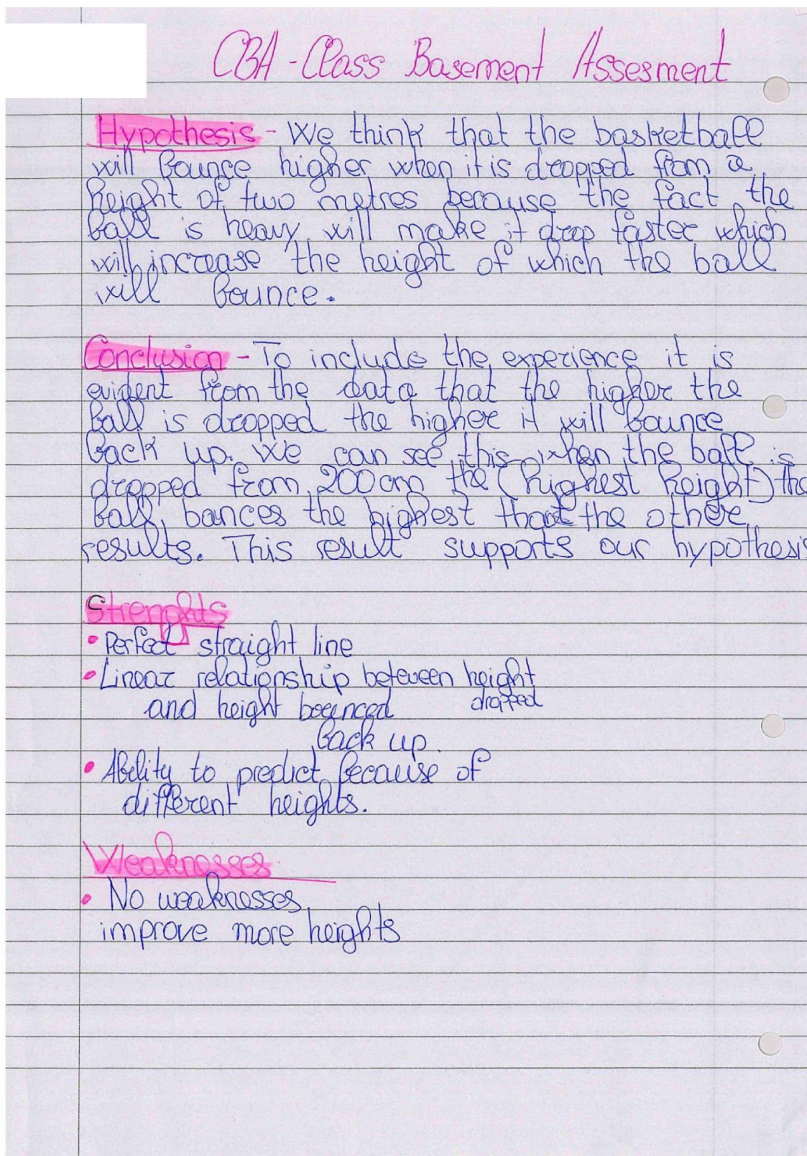 CBA - Class Basement Assesment
Hypothesis - We think that the basketball
will bounce higher when it is dropped from a
height of two metres because the fact the
ball is heavy will make it drop faster which
will increase the height of which the ball
will bounce.
Conclusion - To include the experience it is
evident from the data that the higher the
ball is dropped the higher it will bounce
back up. We can see this when the ball is
dropped from 200cm the (highest height) the
ball bances the highest than the other
results. This result supports our hypothesis
Strenghts
• Perfect straight line
• Linear relationship between height
dropped
and height bounced
back up.
• Ability to predict because of
different heights.
Weaknesses
• No weaknesses
improve more heights